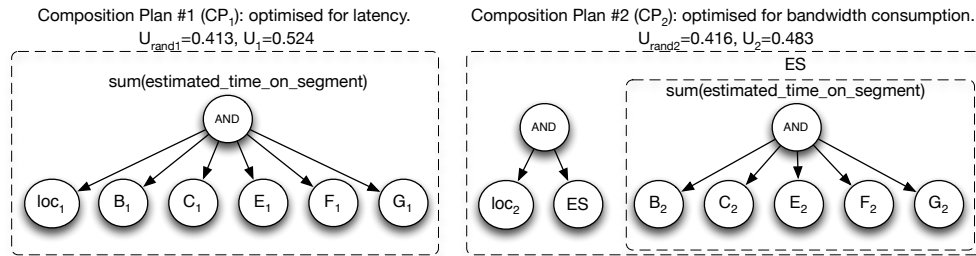 Composition Plan #1 (CP1): optimised for latency.
Urand1=0.413, U1=0.524
sum(estimated_time_on_segment)
AND
loc1 B1 C1 E1 F1 G1
Composition Plan #2 (CP2): optimised for bandwidth consumption.
Urand2=0.416, U2=0.483
ES
sum(estimated_time_on_segment)
AND AND
loc2 ES B2 C2 E2 F2 G2